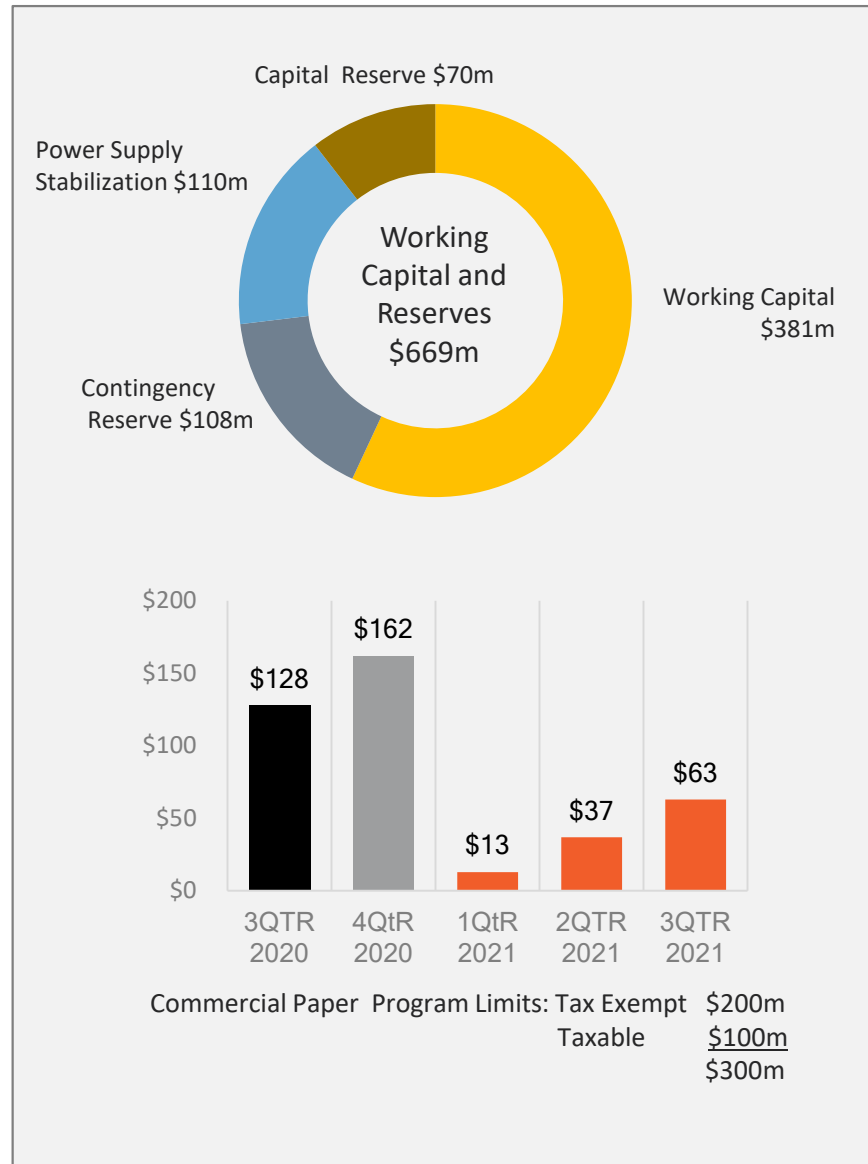 Capital  Reserve $70m
Power Supply
Stabilization $110m
Working
Capital and
Reserves
$669m
Working Capital
$381m
Contingency
Reserve $108m
$200
$150
$100
$50
$0
$128
$162
$13
$37
$63
3QTR
2020
4QtR
2020
1QtR
2021
2QTR
2021
3QTR
2021
Commercial Paper  Program Limits: Tax Exempt  $200m
Taxable  $100m
$300m